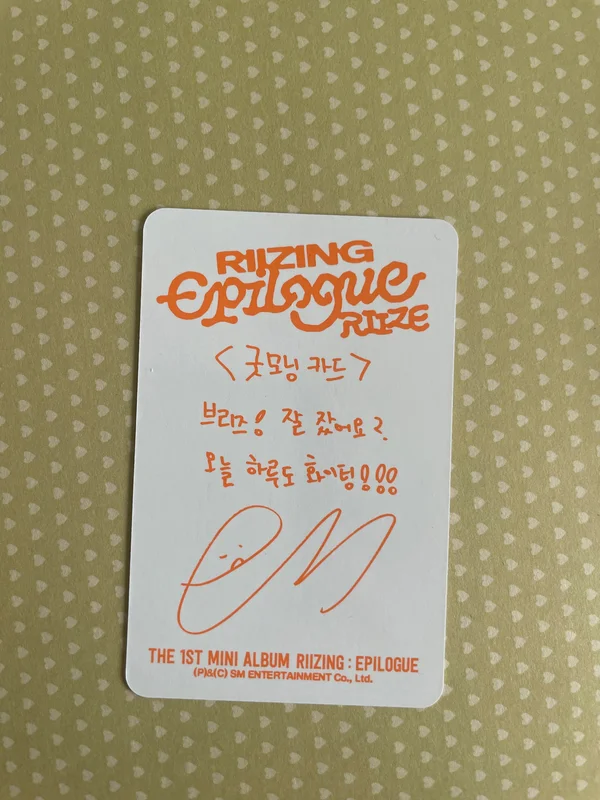 RIIZING
Epilogue
RIIZE
<굿모닝 카드>
브리즈! 잘 잤어요?
오늘 하루도 화이팅!!!
THE 1ST MINI ALBUM RIIZING : EPILOGUE
(P)&(C) SM ENTERTAINMENT Co., Ltd.